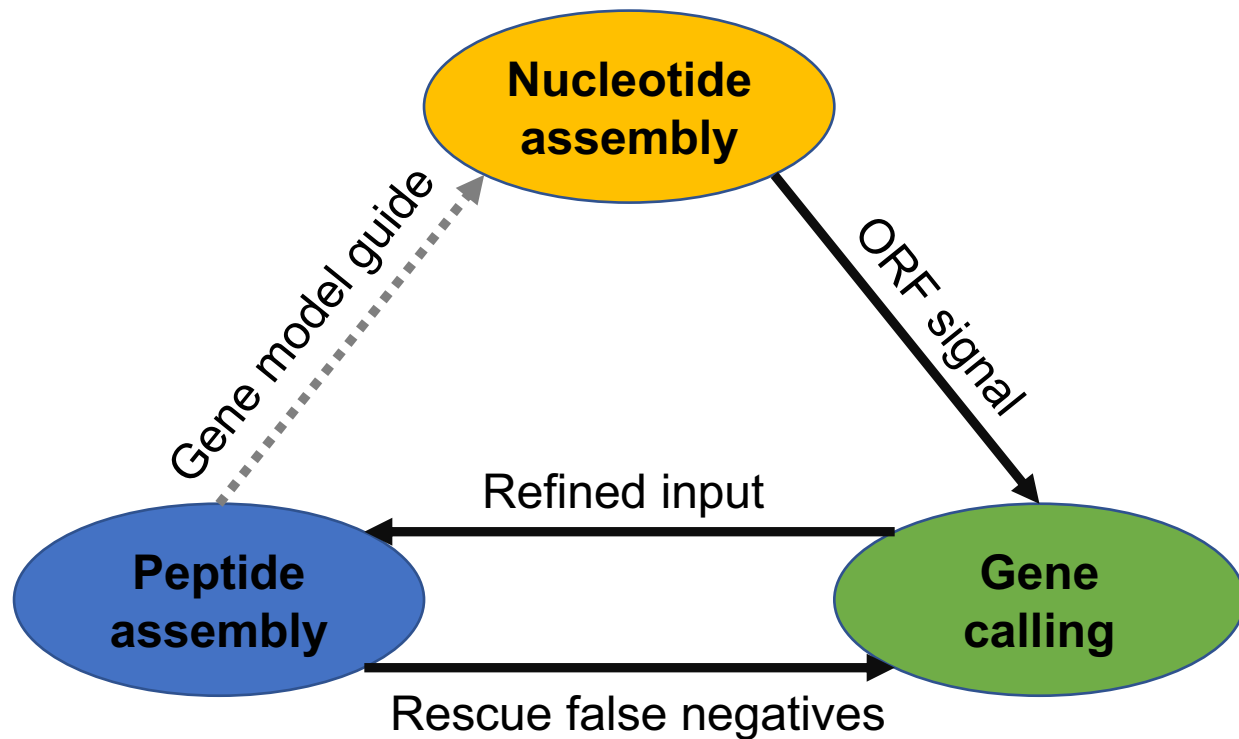 Nucleotide
assembly
Gene model guide
ORF signal
Refined input
Peptide
assembly
Gene
calling
Rescue false negatives